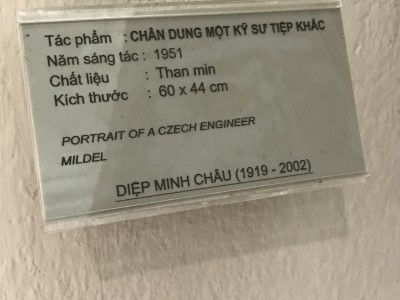 Tác phẩm : CHÂN DUNG MỘT KỸ SƯ TIỆP KHẮC
Năm sáng tác : 1951
Chất liệu : Than mịn
Kích thước : 60 x 44 cm
PORTRAIT OF A CZECH ENGINEER
MILDEL
DIỆP MINH CHÂU (1919 - 2002)